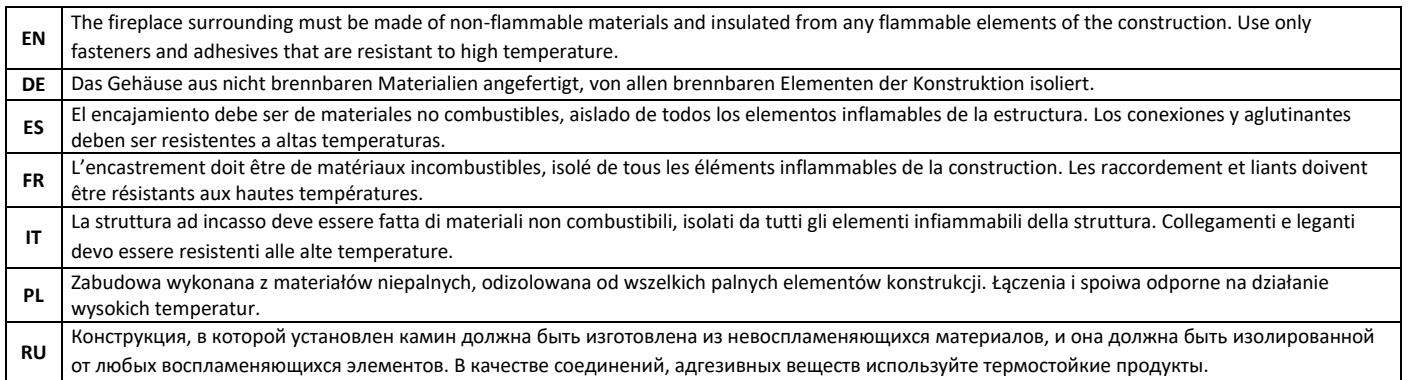 EN
The fireplace surrounding must be made of non-flammable materials and insulated from any flammable elements of the construction. Use only
fasteners and adhesives that are resistant to high temperature.
DE
Das Gehäuse aus nicht brennbaren Materialien angefertigt, von allen brennbaren Elementen der Konstruktion isoliert.
ES
El encajamiento debe ser de materiales no combustibles, aislado de todos los elementos inflamables de la estructura. Los conexiones y aglutinantes
deben ser resistentes a altas temperaturas.
FR
L’encastrement doit être de matériaux incombustibles, isolé de tous les éléments inflammables de la construction. Les raccordement et liants doivent
être résistants aux hautes températures.
IT
La struttura ad incasso deve essere fatta di materiali non combustibili, isolati da tutti gli elementi infiammabili della struttura. Collegamenti e leganti
devo essere resistenti alle alte temperature.
PL
Zabudowa wykonana z materiałów niepalnych, odizolowana od wszelkich palnych elementów konstrukcji. Łączenia i spoiwa odporne na działanie
wysokich temperatur.
RU
Конструкция, в которой установлен камин должна быть изготовлена из невоспламеняющихся материалов, и она должна быть изолированной
от любых воспламеняющихся элементов. В качестве соединений, адгезивных веществ используйте термостойкие продукты.